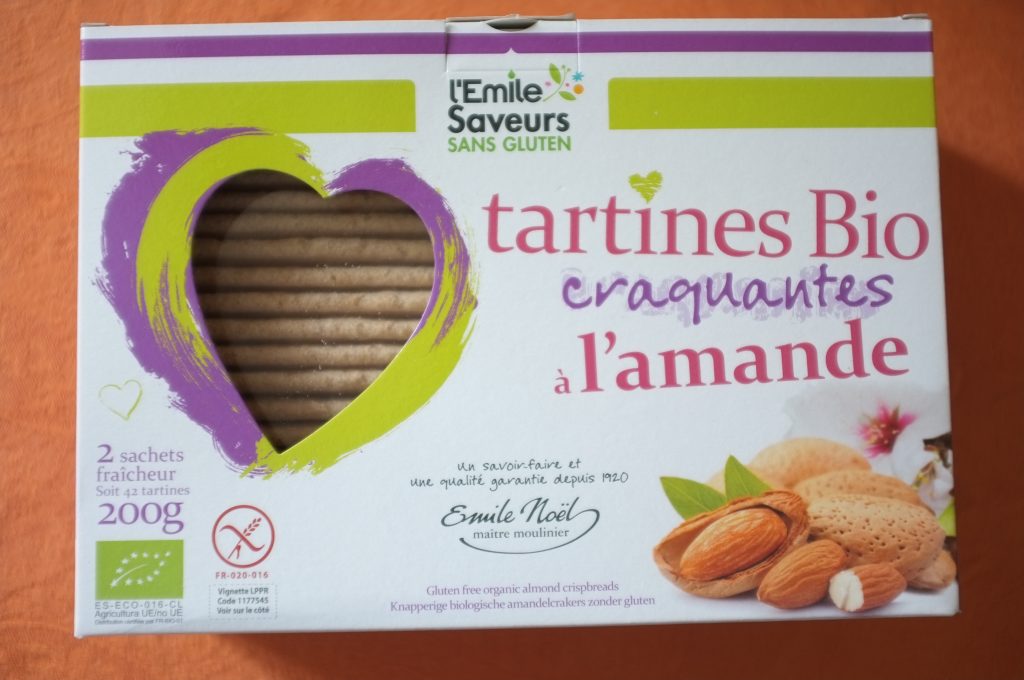 l'Emile
Saveurs
SANS GLUTEN
tartines Bio
craquantes
à l'amande
2 sachets
fraîcheur
Soit 42 tartines
200g
un savoir-faire et
une qualité garantie depuis 1920
Emile Noël
maître moulinier
FR-020-016
Vignette LPPR
Code 1177545
Voir sur le côté
ES-ECO-016-CL
Agricultura UE/no UE
Gluten free organic almond crispbreads
Knapperige biologische amandelcrakers zonder gluten